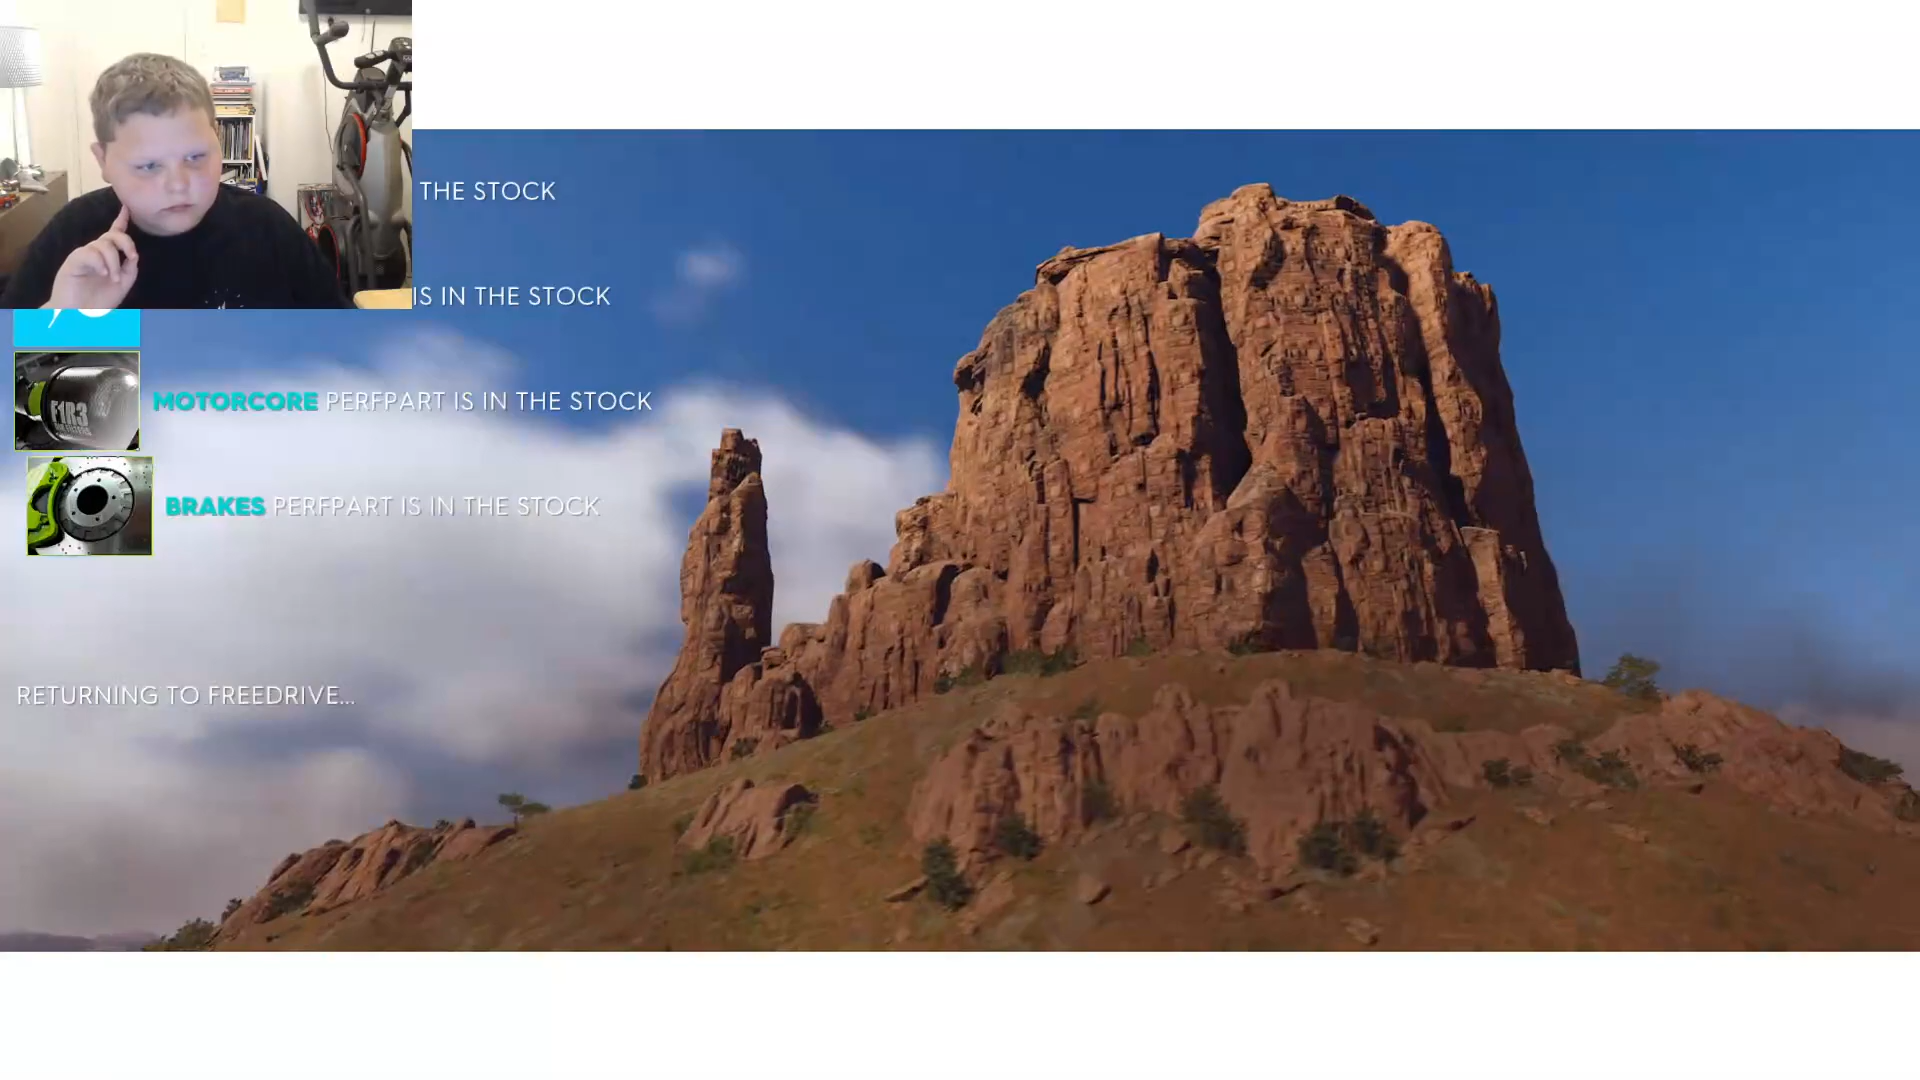 THE STOCK
IS IN THE STOCK
MOTORCORE PERFPART IS IN THE STOCK
F1R3
BRAKES PERFPART IS IN THE STOCK
RETURNING TO FREEDRIVE...